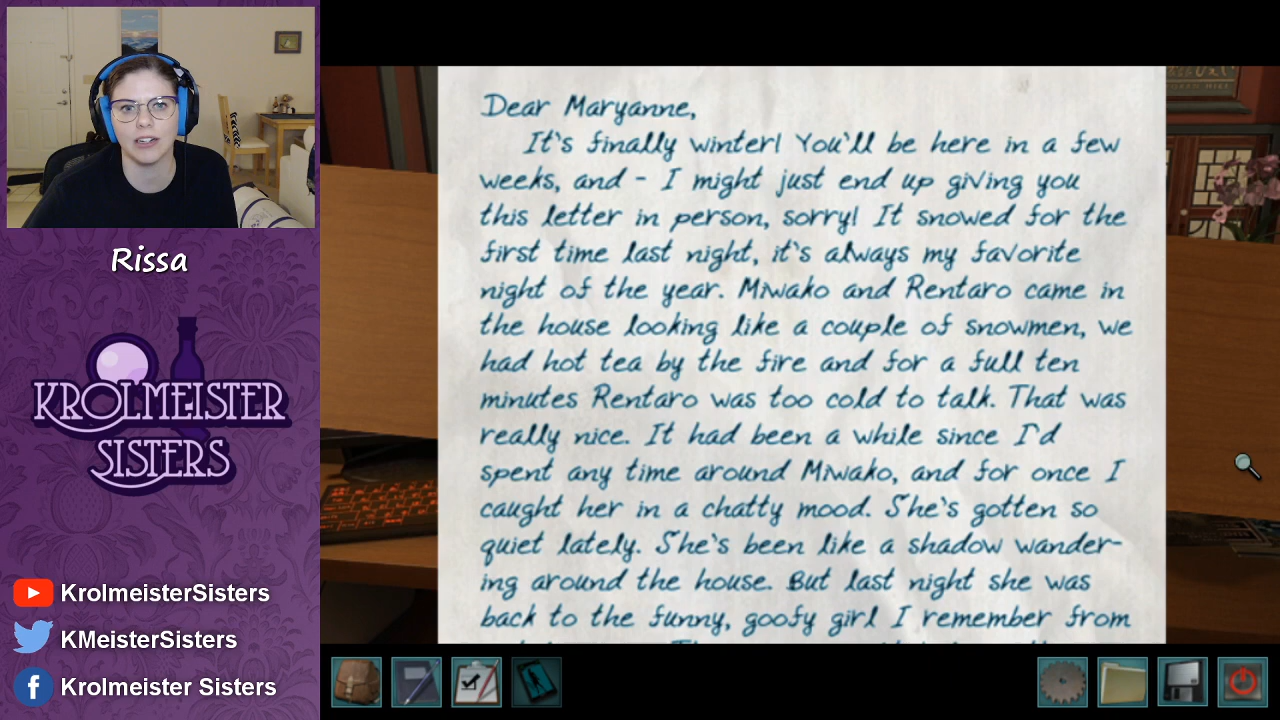 Rissa
KROLMEISTER
SISTERS
KrolmeisterSisters
KMeisterSisters
Krolmeister Sisters
Dear Maryanne,
It's finally winter! You'll be here in a few
weeks, and - I might just end up giving you
this letter in person, sorry! It snowed for the
first time last night, it's always my favorite
night of the year. Miwako and Rentaro came in
the house looking like a couple of snowmen, we
had hot tea by the fire and for a full ten
minutes Rentaro was too cold to talk. That was
really nice. It had been a while since I'd
spent any time around Miwako, and for once I
caught her in a chatty mood. She's gotten so
quiet lately. She's been like a shadow wander-
ing around the house. But last night she was
back to the funny, goofy girl I remember from